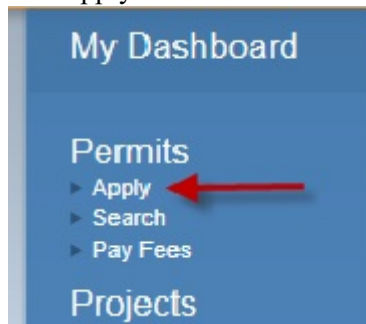 My Dashboard
Permits
Apply
Search
Pay Fees
Projects